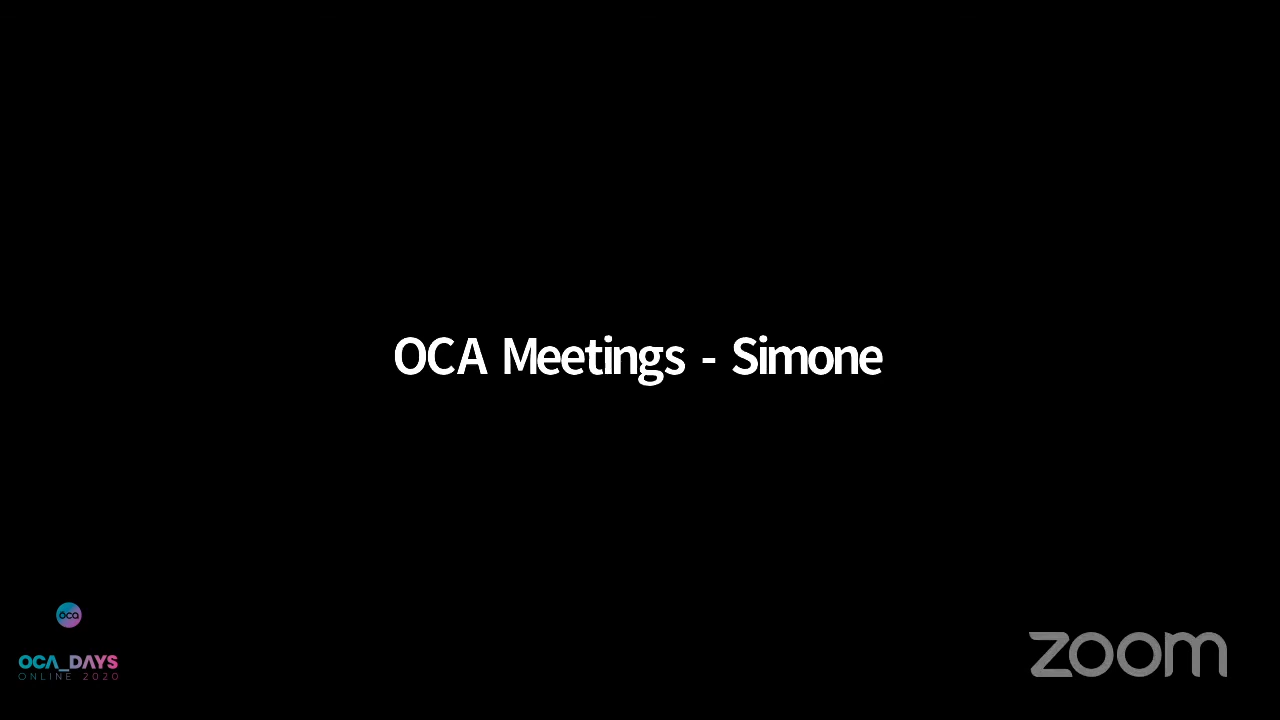 OCA Meetings - Simone
oca
OCA_DAYS
ONLINE 2020
zoom